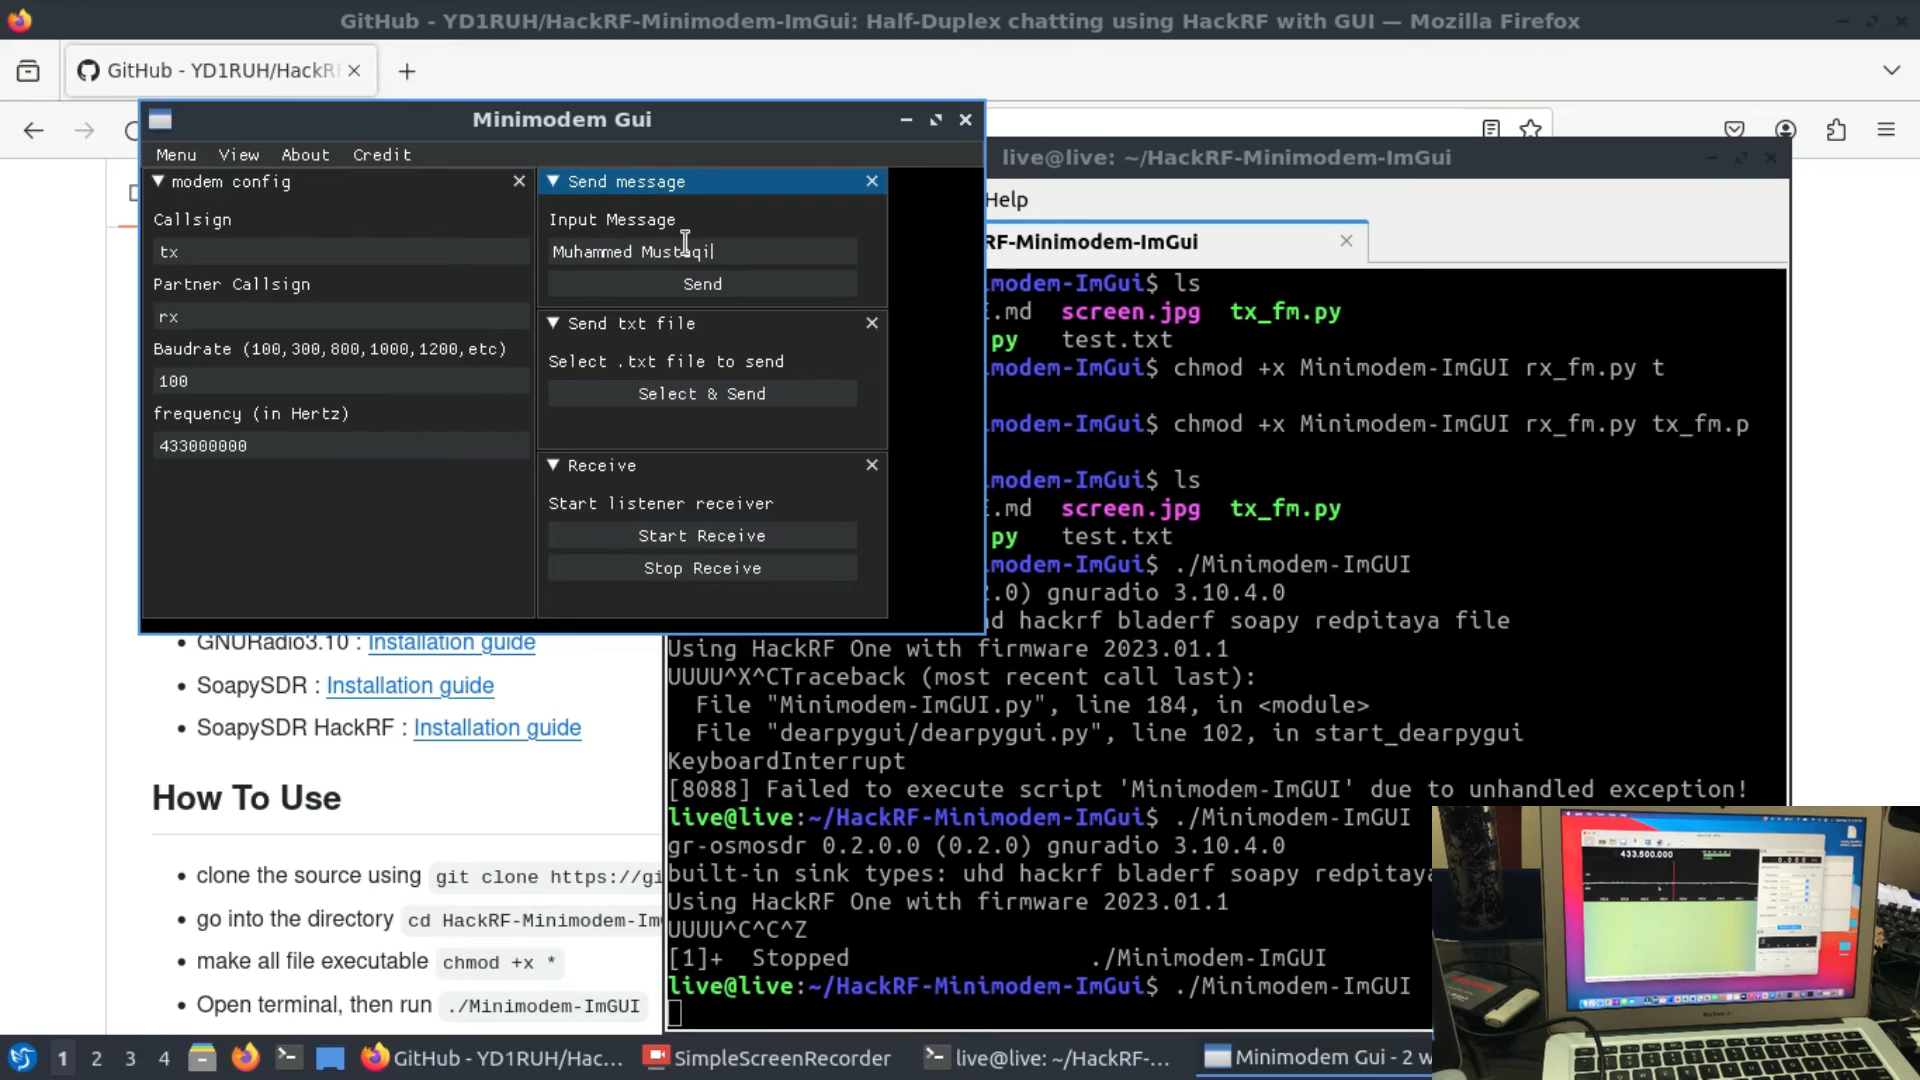 GitHub - YD1RUH/HackRF-Minimodem-ImGui: Half-Duplex chatting using HackRF with GUI — Mozilla Firefox
GitHub - YD1RUH/HackRF
Minimodem Gui
Menu View About Credit
modem config
Callsign
tx
Partner Callsign
rx
Baudrate (100,300,800,1000,1200,etc)
100
frequency (in Hertz)
433000000
Send message
Input Message
Muhammed Mustaqi
Send
Send txt file
Select .txt file to send
Select & Send
Receive
Start listener receiver
Start Receive
Stop Receive
live@live: ~/HackRF-Minimodem-ImGui
Help
RF-Minimodem-ImGui
modem-ImGui$ ls
.md screen.jpg tx_fm.py
py test.txt
modem-ImGui$ chmod +x Minimodem-ImGUI rx_fm.py t
modem-ImGui$ chmod +x Minimodem-ImGUI rx_fm.py tx_fm.p
modem-ImGui$ ls
.md screen.jpg tx_fm.py
py test.txt
modem-ImGui$ ./Minimodem-ImGUI
.0) gnuradio 3.10.4.0
hd hackrf bladerf soapy redpitaya file
Using HackRF One with firmware 2023.01.1
UUUU^X^CTraceback (most recent call last):
File "Minimodem-ImGUI.py", line 184, in <module>
File "dearpygui/dearpygui.py", line 102, in start_dearpygui
KeyboardInterrupt
[8088] Failed to execute script 'Minimodem-ImGUI' due to unhandled exception!
live@live:~/HackRF-Minimodem-ImGui$ ./Minimodem-ImGUI
gr-osmosdr 0.2.0.0 (0.2.0) gnuradio 3.10.4.0
built-in sink types: uhd hackrf bladerf soapy redpitaya
Using HackRF One with firmware 2023.01.1
UUUU^C^C^Z
[1]+ Stopped ./Minimodem-ImGUI
live@live:~/HackRF-Minimodem-ImGui$ ./Minimodem-ImGUI
GNURadio3.10 : Installation guide
SoapySDR : Installation guide
SoapySDR HackRF : Installation guide
How To Use
clone the source using git clone https://gi
go into the directory cd HackRF-Minimodem-Im
make all file executable chmod +x *
Open terminal, then run ./Minimodem-ImGUI
433.500.000
1 2 3 4 GitHub - YD1RUH/Hac... SimpleScreenRecorder live@live: ~/HackRF-... Minimodem Gui - 2 w